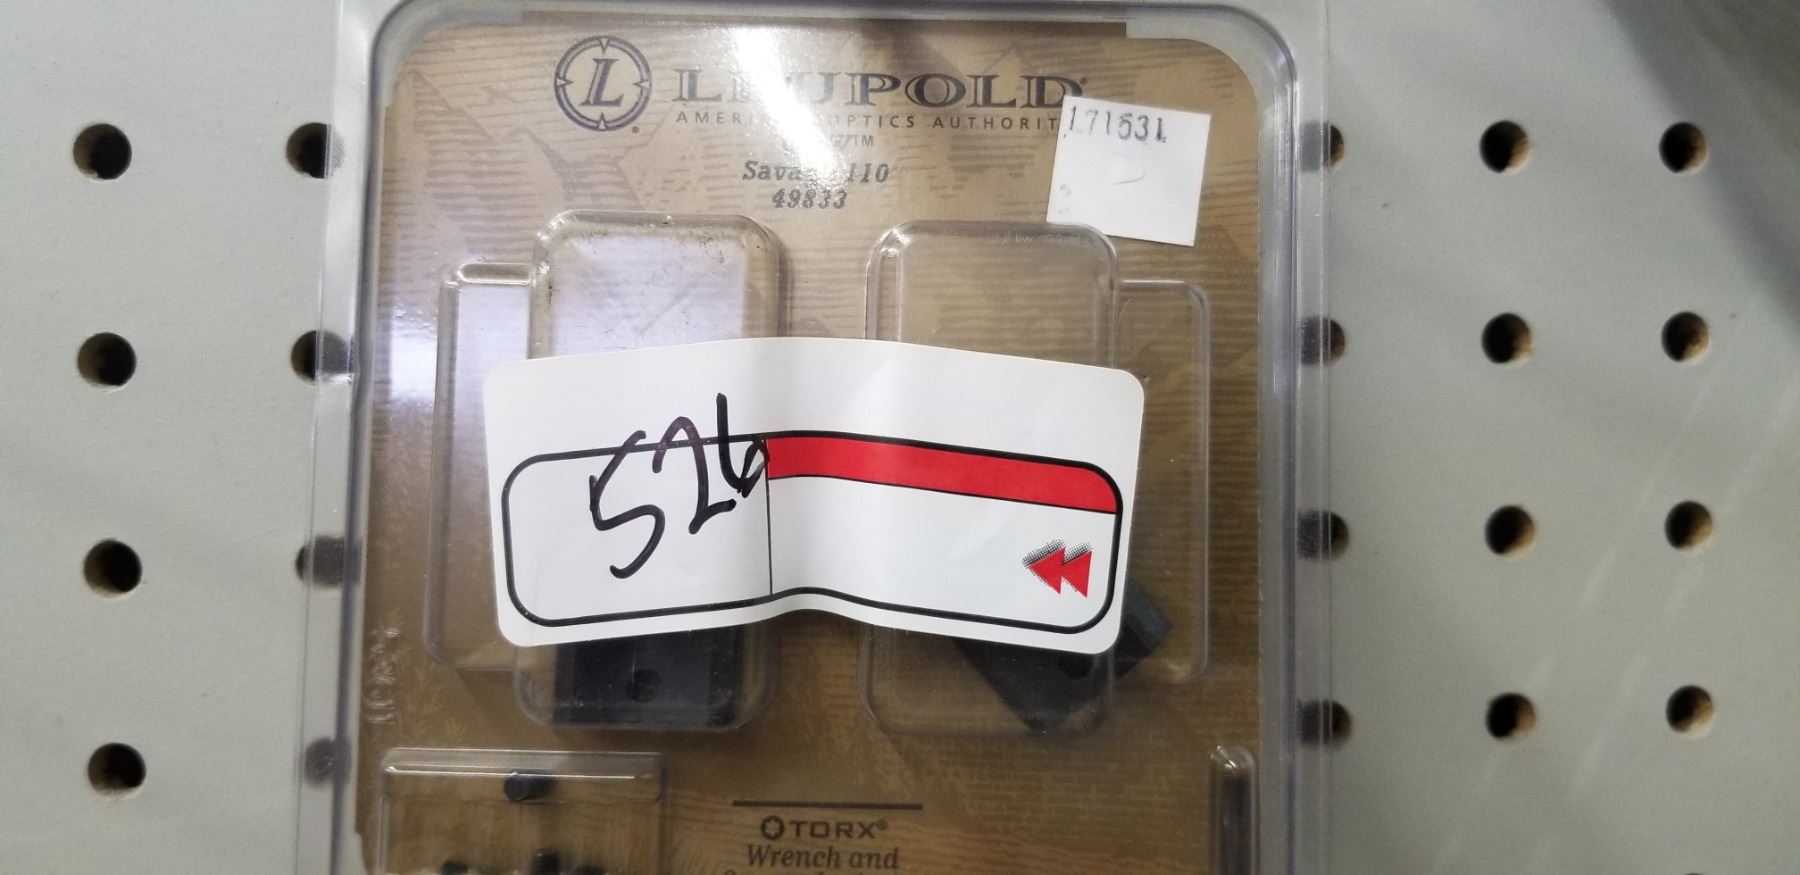 L
LEUPOLD®
AMERICA'S OPTICS AUTHORITY
171531
Savage 110
49833
526
TORX®
Wrench and